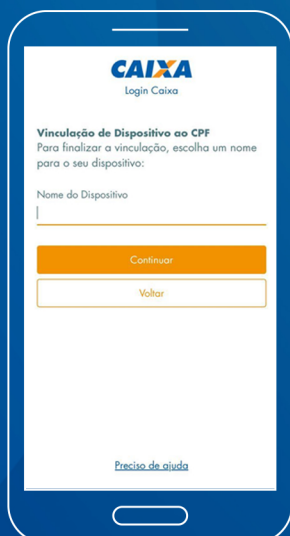 CAIXA
Login Caixa
Vinculação de Dispositivo ao CPF
Para finalizar a vinculação, escolha um nome
para o seu dispositivo:
Nome do Dispositivo
Continuar
Voltar
Preciso de ajuda